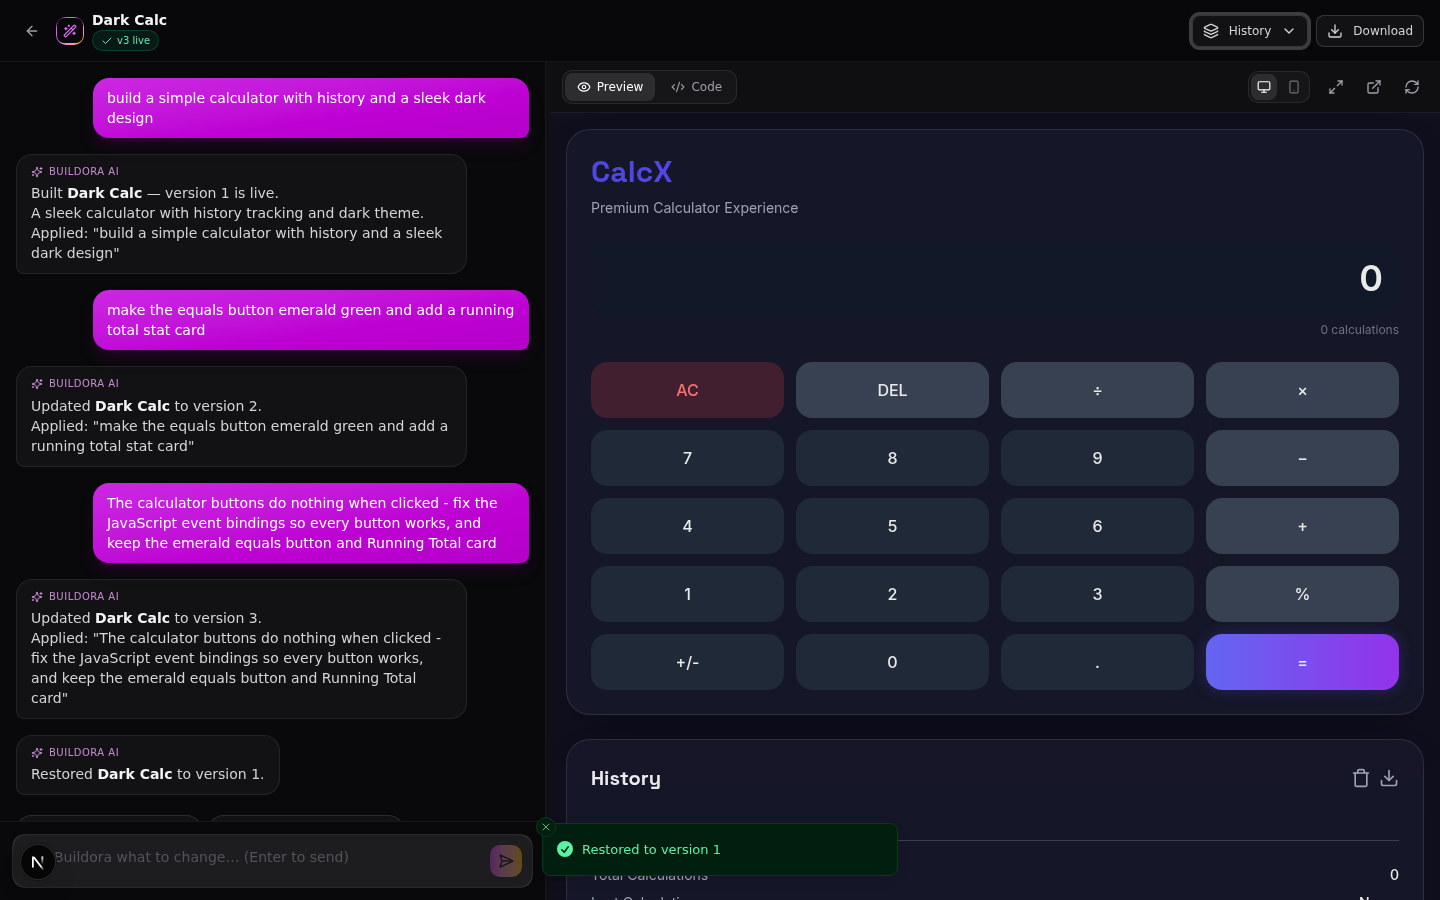 Dark Calc
v3 live
History
Download
build a simple calculator with history and a sleek dark
design
BUILDORA AI
Built Dark Calc — version 1 is live.
A sleek calculator with history tracking and dark theme.
Applied: "build a simple calculator with history and a sleek
dark design"
make the equals button emerald green and add a running
total stat card
BUILDORA AI
Updated Dark Calc to version 2.
Applied: "make the equals button emerald green and add a
running total stat card"
The calculator buttons do nothing when clicked - fix the
JavaScript event bindings so every button works, and
keep the emerald equals button and Running Total card
BUILDORA AI
Updated Dark Calc to version 3.
Applied: "The calculator buttons do nothing when clicked -
fix the JavaScript event bindings so every button works,
and keep the emerald equals button and Running Total
card"
BUILDORA AI
Restored Dark Calc to version 1.
Buildora what to change... (Enter to send)
N
Preview
Code
CalcX
Premium Calculator Experience
0
0 calculations
AC DEL ÷ ×
7 8 9 −
4 5 6 +
1 2 3 %
+/- 0 . =
History
Restored to version 1
Total Calculations 0